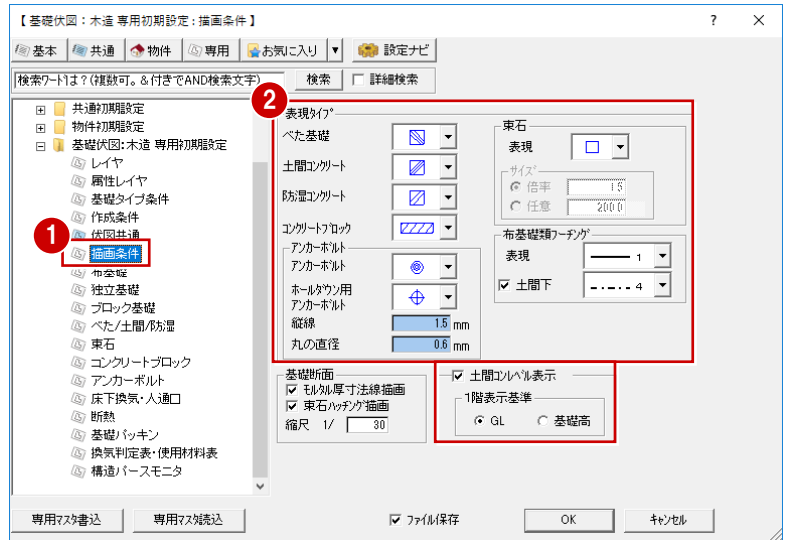 【 基礎伏図：木造 専用初期設定 : 描画条件 】 ? ×
基本 共通 物件 専用 お気に入り ▼ 設定ナビ
検索ワードは？(複数可。&付きでAND検索文字) 検索 詳細検索
共通初期設定
物件初期設定
基礎伏図:木造 専用初期設定
レイヤ
属性レイヤ
基礎タイプ条件
作成条件
伏図共通
1
描画条件
布基礎
独立基礎
ブロック基礎
べた/土間/防湿
束石
コンクリートブロック
アンカーボルト
床下換気・人通口
断熱
基礎パッキン
換気判定表・使用材料表
構造パースモニタ
2
表現タイプ
べた基礎
土間コンクリート
防湿コンクリート
コンクリートブロック
アンカーボルト
アンカーボルト
ホールダウン用
アンカーボルト
縦線 1.5 mm
丸の直径 0.6 mm
束石
表現
サイズ
倍率 1.5
任意 200.0
布基礎類フーチング
表現 1
土間下 4
基礎断面
モルタル厚寸法線描画
束石ハッチング描画
縮尺 1/ 30
土間コンレベル表示
1階表示基準
GL 基礎高
専用マスタ書込 専用マスタ読込 ファイル保存 OK キャンセル